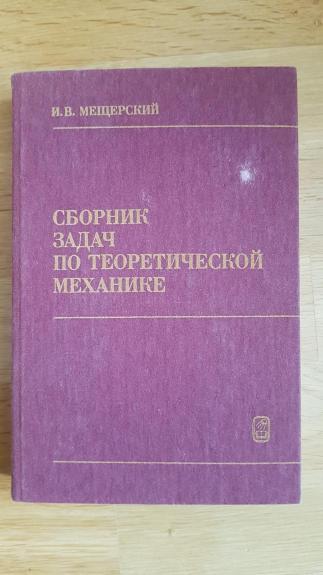 И. В. МЕЩЕРСКИЙ
СБОРНИК
ЗАДАЧ
ПО ТЕОРЕТИЧЕСКОЙ
МЕХАНИКЕ